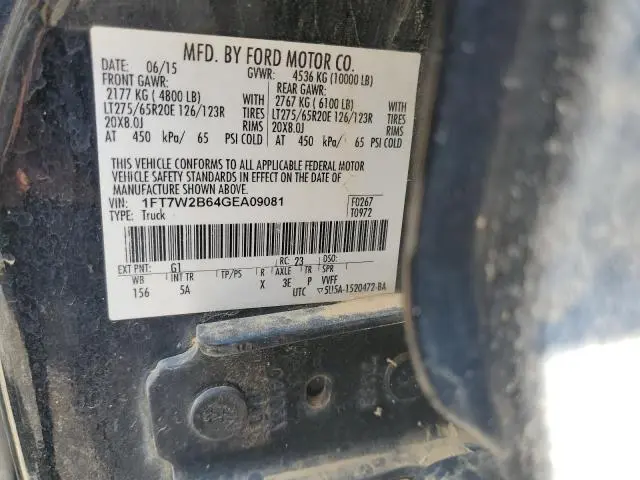 MFD. BY FORD MOTOR CO.
DATE: 06/15 GVWR: 4536 KG (10000 LB)
FRONT GAWR: REAR GAWR:
2177 KG ( 4800 LB) WITH 2767 KG ( 6100 LB) WITH
LT275/65R20E 126/123R TIRES LT275/65R20E 126/123R TIRES
20X8.0J RIMS 20X8.0J RIMS
AT 450 kPa/ 65 PSI COLD AT 450 kPa/ 65 PSI COLD
THIS VEHICLE CONFORMS TO ALL APPLICABLE FEDERAL MOTOR
VEHICLE SAFETY STANDARDS IN EFFECT ON THE DATE OF
MANUFACTURE SHOWN ABOVE.
VIN: 1FT7W2B64GEA09081 F0267
TYPE: Truck T0972
EXT PNT: G1 RC: 23 DSO:
WB INT TR TP/PS R AXLE TR SPR
156 5A X 3E P VVFF
UTC ▽5U5A-1520472-BA